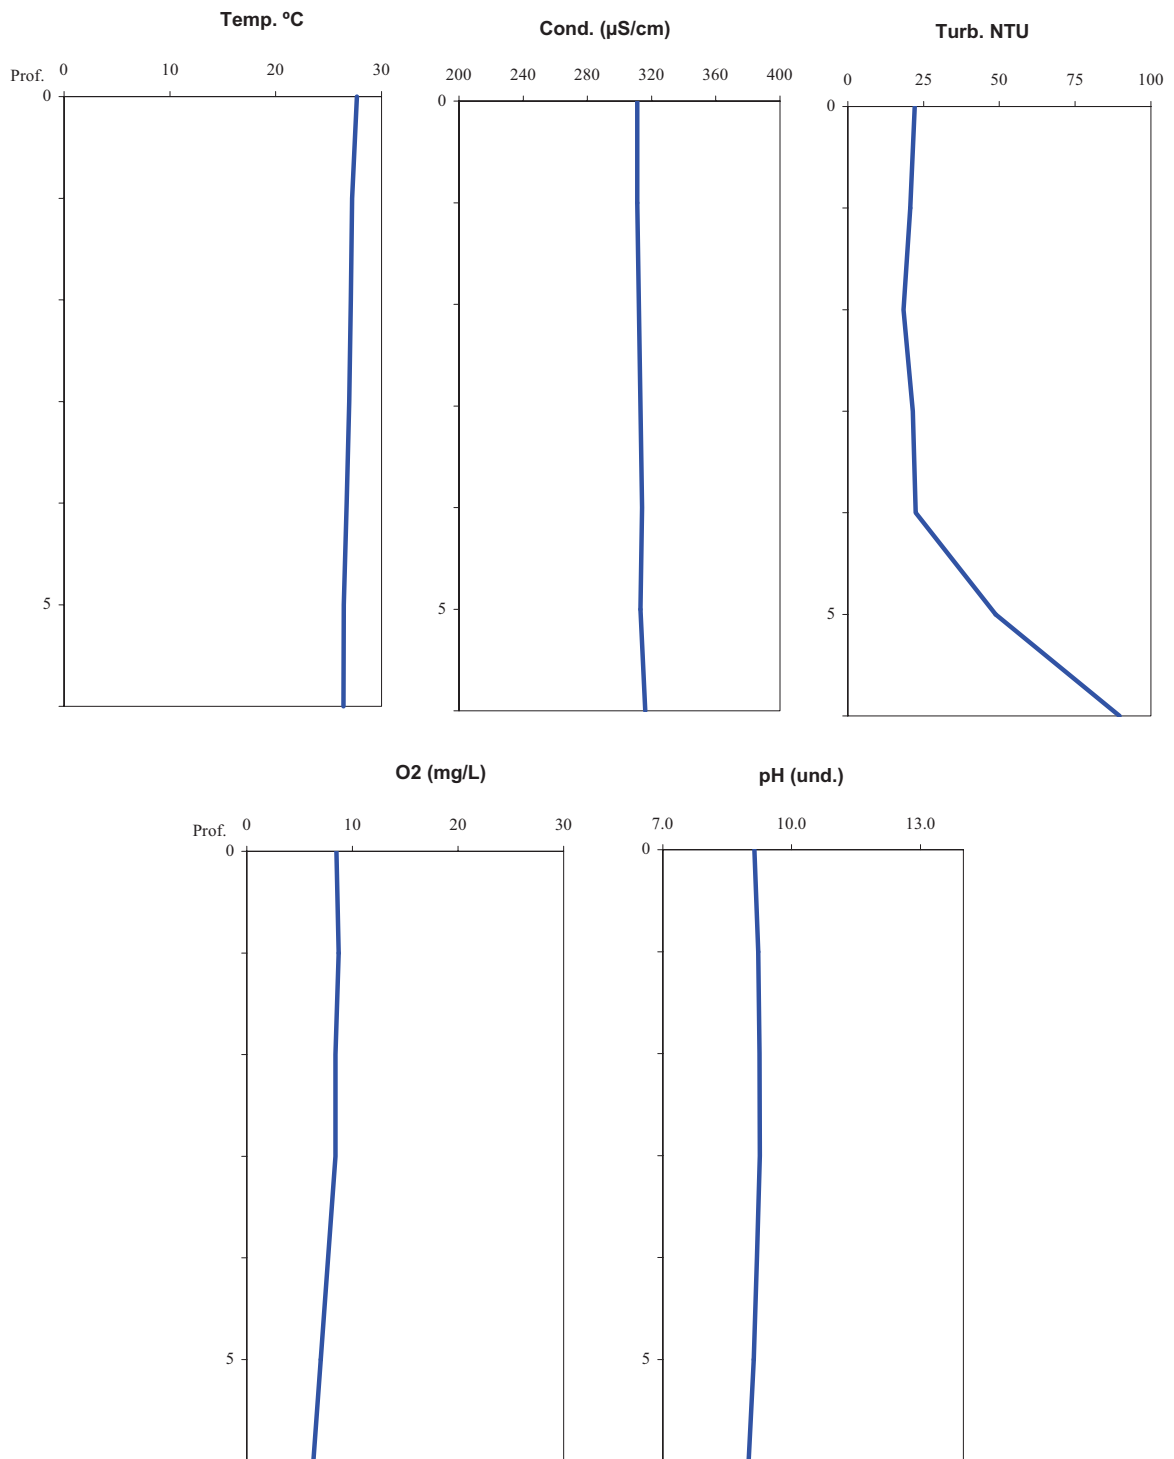 Temp. ºC
Prof. 0 10 20 30
0
5
Cond. (µS/cm)
200 240 280 320 360 400
0
5
Turb. NTU
0 25 50 75 100
0
5
O2 (mg/L)
Prof. 0 10 20 30
0
5
pH (und.)
7.0 10.0 13.0
0
5